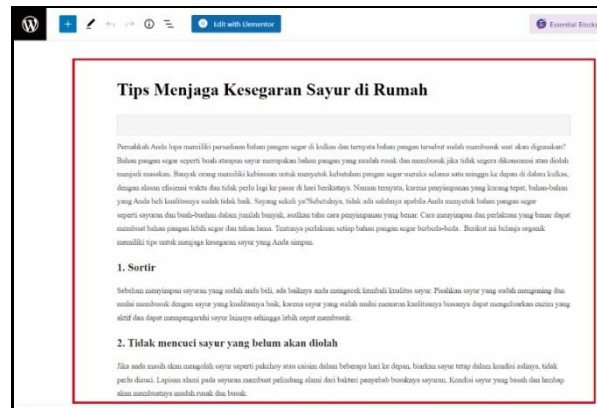 Edit with Elementor
Essential Blocks
Tips Menjaga Kesegaran Sayur di Rumah
Pernahkah Anda lupa memiliki persediaan bahan pangan segar di kulkas dan ternyata bahan pangan tersebut sudah membusuk saat akan digunakan?
Bahan pangan segar seperti buah ataupun sayur merupakan bahan pangan yang mudah rusak dan membusuk jika tidak segera dikonsumsi atau diolah
menjadi masakan. Banyak orang memiliki kebiasaan untuk menyetok kebutuhan pangan segar mereka selama satu minggu ke depan di dalam kulkas,
dengan alasan efisiensi waktu dan tidak perlu lagi ke pasar di hari berikutnya. Namun ternyata, karena penyimpanan yang kurang tepat, bahan-bahan
yang Anda beli kualitasnya sudah tidak baik. Sayang sekali ya?Sebetulnya, tidak ada salahnya apabila Anda menyetok bahan pangan segar
seperti sayuran dan buah-buahan dalam jumlah banyak, asalkan tahu cara penyimpanan yang benar. Cara menyimpan dan perlakuan yang benar dapat
membuat bahan pangan lebih segar dan tahan lama. Tentunya perlakuan setiap bahan pangan segar berbeda-beda. Berikut ini belanja organik
memiliki tips untuk menjaga kesegaran sayur yang Anda simpan.
1. Sortir
Sebelum menyimpan sayuran yang sudah anda beli, ada baiknya anda mengecek kembali kualitas sayur. Pisahkan sayur yang sudah menguning dan
mulai membusuk dengan sayur yang kualitasnya baik, karena sayur yang sudah mulai menurun kualitasnya biasanya dapat mengeluarkan enzim yang
aktif dan dapat mempengaruhi sayur lainnya sehingga lebih cepat membusuk.
2. Tidak mencuci sayur yang belum akan diolah
Jika anda masih akan mengolah sayur seperti pakchoy atau caisim dalam beberapa hari ke depan, biarkan sayur tetap dalam kondisi aslinya, tidak
perlu dicuci. Lapisan alami pada sayuran membuat pelindung alami dari bakteri penyebab busuknya sayuran. Kondisi sayur yang basah dan lembap
akan membuatnya mudah rusak dan busuk.